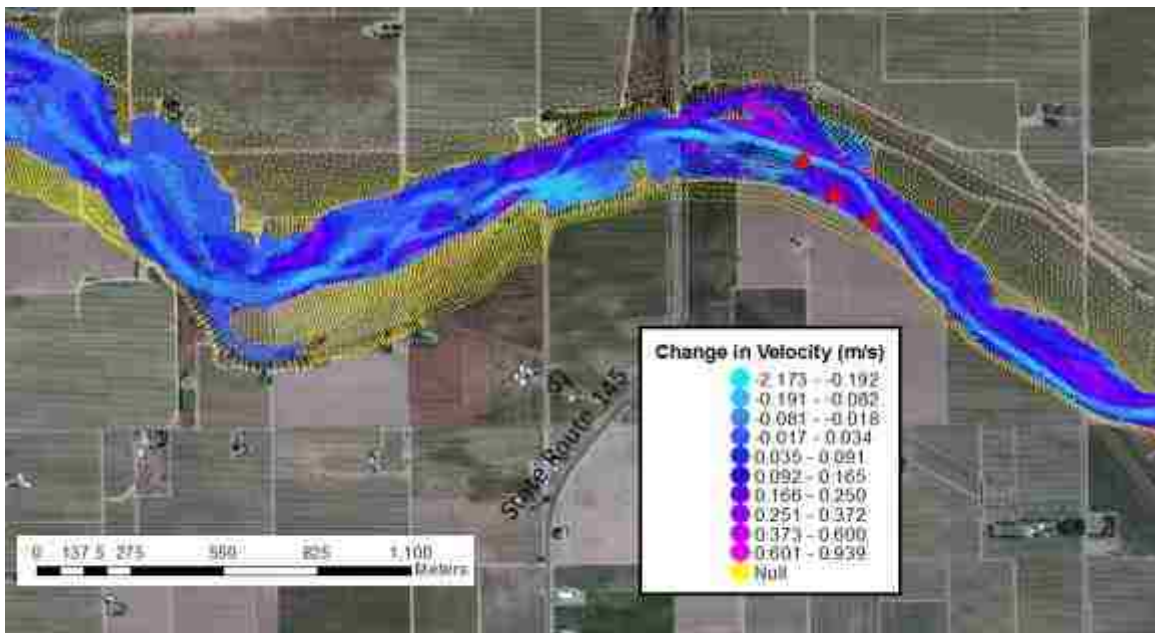 Change in Velocity (m/s)
-2.173 - -0.192
-0.191 - -0.082
-0.081 - -0.018
-0.017 - 0.034
0.035 - 0.091
0.092 - 0.165
0.166 - 0.250
0.251 - 0.372
0.373 - 0.600
0.601 - 0.939
Null
State Route 145
0 137.5 275 550 825 1,100
Meters